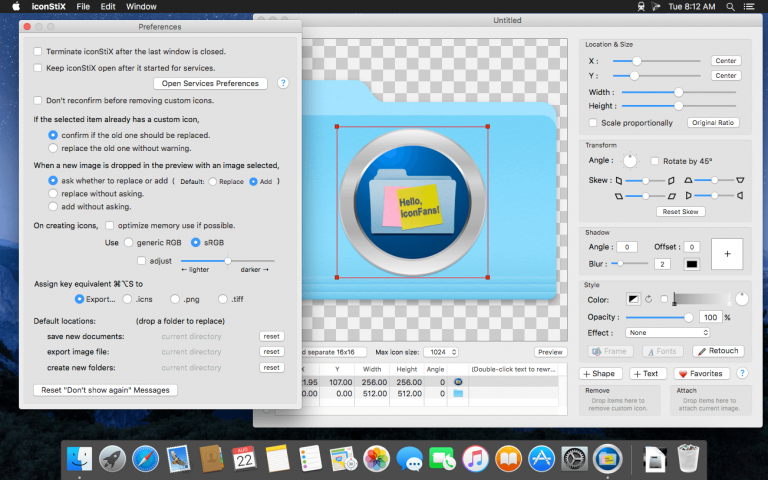 iconStiX File Edit Window
Tue 8:12 AM
Preferences
Terminate iconStiX after the last window is closed.
Keep iconStiX open after it started for services.
Open Services Preferences ?
Don't reconfirm before removing custom icons.
If the selected item already has a custom icon,
confirm if the old one should be replaced.
replace the old one without warning.
When a new image is dropped in the preview with an image selected,
ask whether to replace or add ( Default: Replace Add )
replace without asking.
add without asking.
On creating icons, optimize memory use if possible.
Use generic RGB sRGB
adjust
← lighter darker →
Assign key equivalent ⌘⌥S to
Export... .icns .png .tiff
Default locations: (drop a folder to replace)
save new documents: current directory reset
export image file: current directory reset
create new folders: current directory reset
Reset "Don't show again" Messages
Untitled
Hello,
iconFans!
d separate 16x16 Max icon size: 1024 Preview
X Y Width Height Angle (Double-click text to rewr...
1.95 107.00 256.00 256.00 0
0.00 0.00 512.00 512.00 0
Location & Size
X : Center
Y : Center
Width :
Height :
Scale proportionally Original Ratio
Transform
Angle : Rotate by 45°
Skew :
Reset Skew
Shadow
Angle : 0 Offset : 0
Blur : 2
+
Style
Color:
Opacity : 100 %
Effect : None
Frame Fonts Retouch
+ Shape + Text Favorites ?
Remove
Drop items here to
remove custom icon.
Attach
Drop items here to
attach current image.
AUG
22